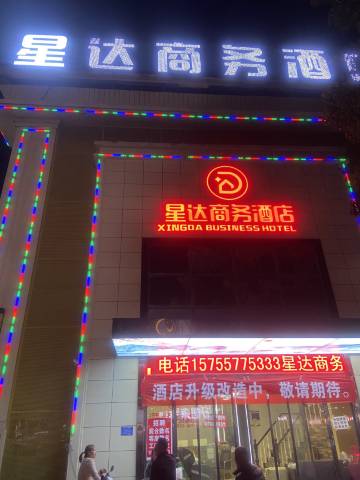 星达商务酒
星达商务酒店
XINGDA BUSINESS HOTEL
电话15755775333星达商务
酒店升级改造中，敬请期待。
招聘